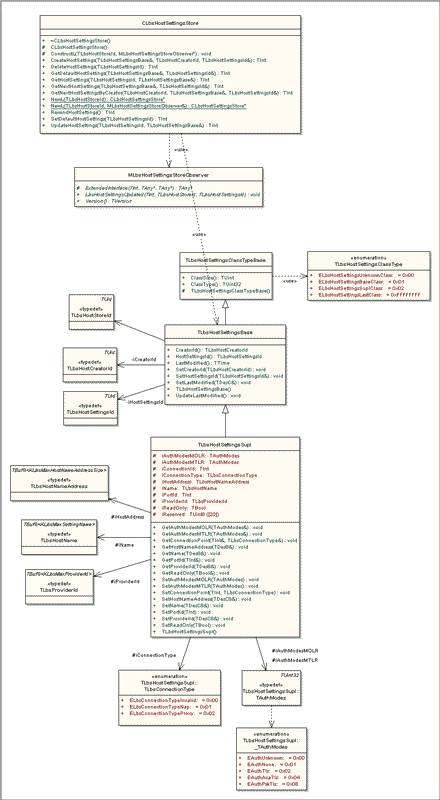 CLbsHostSettingsStore
+ ~CLbsHostSettingsStore()
# CLbsHostSettingsStore()
# ConstructL(TLbsHostStoreId, MLbsHostSettingsStoreObserver*) : void
+ CreateHostSettings(TLbsHostSettingsBase&, TLbsHostCreatorId, TLbsHostSettingsId&) : TInt
+ DeleteHostSettings(TLbsHostSettingsId) : TInt
+ GetDefaultHostSettings(TLbsHostSettingsBase&, TLbsHostSettingsId&) : TInt
+ GetHostSettings(TLbsHostSettingsId, TLbsHostSettingsBase&) : TInt
+ GetNextHostSettings(TLbsHostSettingsBase&, TLbsHostSettingsId&) : TInt
+ GetNextHostSettingsByCreator(TLbsHostCreatorId, TLbsHostSettingsBase&, TLbsHostSettingsId&) : TInt
+ NewL(TLbsHostStoreId) : CLbsHostSettingsStore*
+ NewL(TLbsHostStoreId, MLbsHostSettingsStoreObserver&) : CLbsHostSettingsStore*
+ RewindHostSetting() : TInt
+ SetDefaultHostSettings(TLbsHostSettingsId) : TInt
+ UpdateHostSettings(TLbsHostSettingsId, TLbsHostSettingsBase&) : TInt
«use»
MLbsHostSettingsStoreObserver
# ExtendedInterface(TInt, TAny*, TAny*) : TAny*
+ LbsHostSettingsUpdated(TInt, TLbsHostStoreId, TLbsHostSettingsId) : void
+ Version() : TVersion
«use»
TLbsHostSettingsClassTypeBase
+ ClassSize() : TUint
+ ClassType() : TUint32
# TLbsHostSettingsClassTypeBase()
«use»
«enumeration»
TLbsHostSettingsClassType
+ ELbsHostSettingsUnknownClass: = 0x00
+ ELbsHostSettingsBaseClass: = 0x01
+ ELbsHostSettingsSuplClass: = 0x02
+ ELbsHostSettingsLastClass: = 0xffffffff
TUid
«typedef»
TLbsHostStoreId
TUid
«typedef»
TLbsHostCreatorId
-iCreatorId
TUid
«typedef»
TLbsHostSettingsId
-iHostSettingsId
TLbsHostSettingsBase
+ CreatorId() : TLbsHostCreatorId
+ HostSettingsId() : TLbsHostSettingsId
+ LastModified() : TTime
+ SetCreatorId(TLbsHostCreatorId) : void
+ SetHostSettingsId(TLbsHostSettingsId&) : void
+ SetLastModified(TDesC&) : void
+ TLbsHostSettingsBase()
+ UpdateLastModified() : void
TLbsHostSettingsSupl
# iAuthModesMOLR: TAuthModes
# iAuthModesMTLR: TAuthModes
# iConnectionId: TInt
# iConnectionType: TLbsConnectionType
# iHostAddress: TLbsHostNameAddress
# iName: TLbsHostName
# iPortId: TInt
# iProviderId: TLbsProviderId
# iReadOnly: TBool
# iReserved: TUint8 ([20])
+ GetAuthModesMOLR(TAuthModes&) : void
+ GetAuthModesMTLR(TAuthModes&) : void
+ GetConnectionPoint(TInt&, TLbsConnectionType&) : void
+ GetHostNameAddress(TDes8&) : void
+ GetName(TDes8&) : void
+ GetPortId(TInt&) : void
+ GetProviderId(TDes8&) : void
+ GetReadOnly(TBool&) : void
+ SetAuthModesMOLR(TAuthModes) : void
+ SetAuthModesMTLR(TAuthModes) : void
+ SetConnectionPoint(TInt, TLbsConnectionType) : void
+ SetHostNameAddress(TDesC8&) : void
+ SetName(TDesC8&) : void
+ SetPortId(TInt) : void
+ SetProviderId(TDesC8&) : void
+ SetReadOnly(TBool) : void
+ TLbsHostSettingsSupl()
TBuf8<KLbsMaxHostNameAddressSize>
«typedef»
TLbsHostNameAddress
#iHostAddress
TBuf8<KLbsMaxSettingName>
«typedef»
TLbsHostName
#iName
TBuf8<KLbsMaxProviderId>
«typedef»
TLbsProviderId
#iProviderId
#iConnectionType
#iAuthModesMOLR
#iAuthModesMTLR
«enumeration»
TLbsHostSettingsSupl::
TLbsConnectionType
+ ELbsConnectionTypeInvalid: = 0x00
+ ELbsConnectionTypeNap: = 0x01
+ ELbsConnectionTypeProxy: = 0x02
TUint32
«typedef»
TLbsHostSettingsSupl::
TAuthModes
«enumeration»
TLbsHostSettingsSupl::
_TAuthModes
+ EAuthUnknown: = 0x00
+ EAuthNone: = 0x01
+ EAuthTls: = 0x02
+ EAuthAcaTls: = 0x04
+ EAuthPskTls: = 0x08